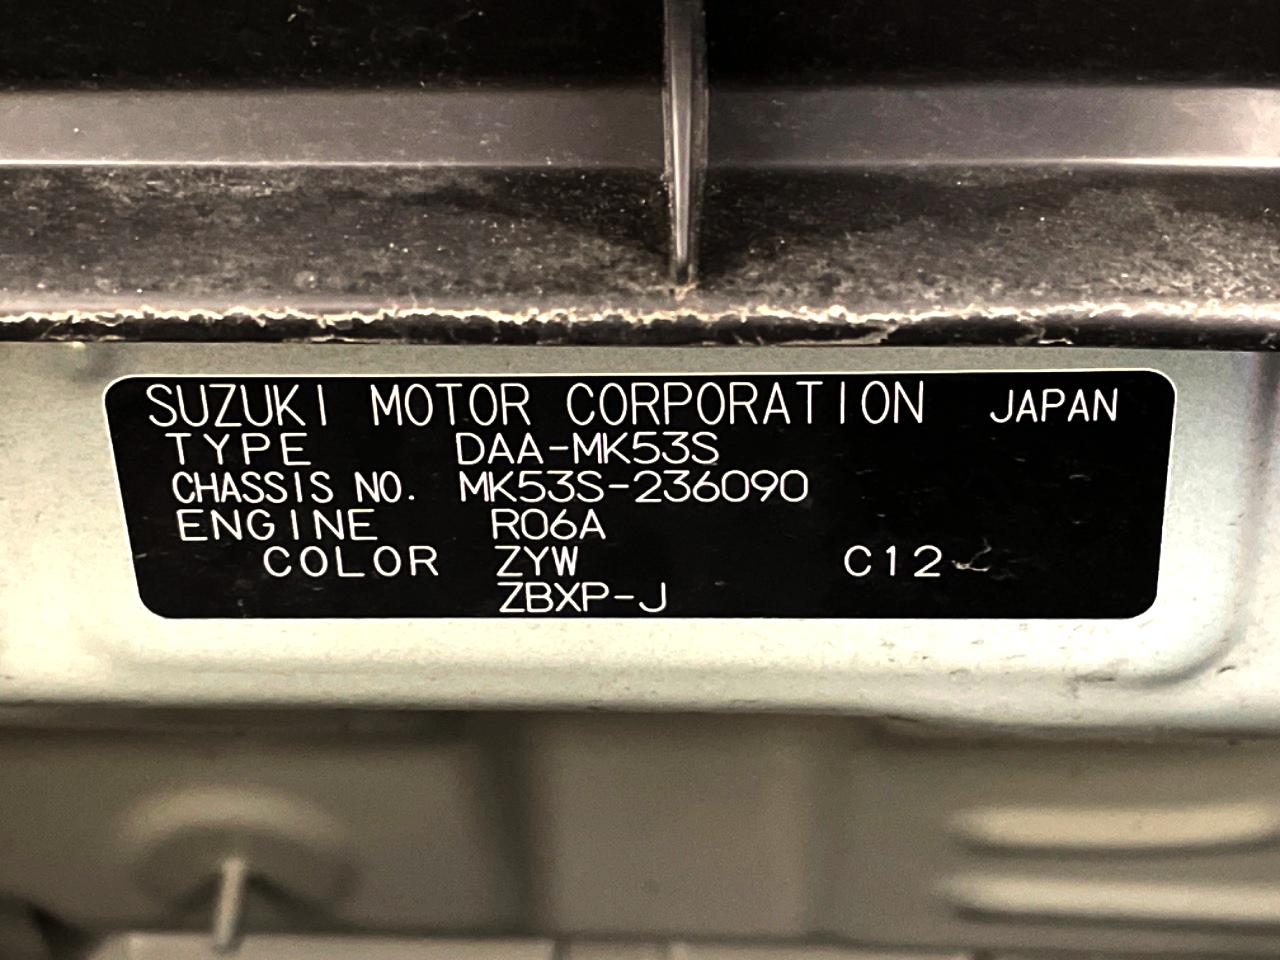 SUZUKI MOTOR CORPORATION JAPAN
TYPE DAA-MK53S
CHASSIS NO. MK53S-236090
ENGINE R06A
COLOR ZYW C12
ZBXP-J